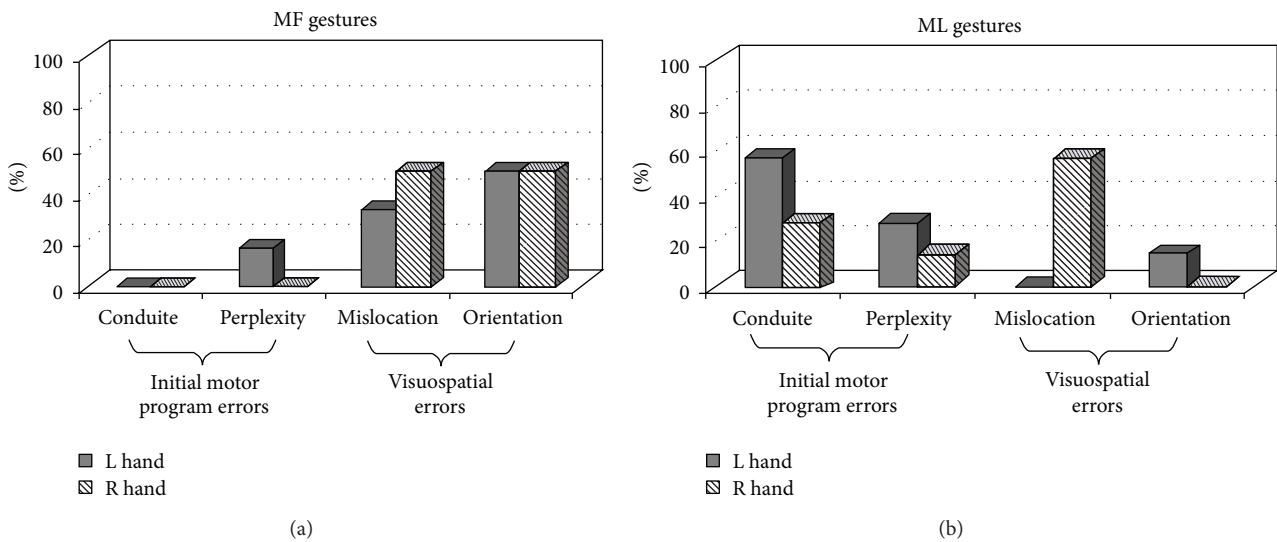 MF gestures
100
80
60
40
20
0
(%)
Conduite Perplexity Mislocation Orientation
Initial motor
program errors
Visuospatial
errors
L hand
R hand
(a)
ML gestures
100
80
60
40
20
0
(%)
Conduite Perplexity Mislocation Orientation
Initial motor
program errors
Visuospatial
errors
L hand
R hand
(b)